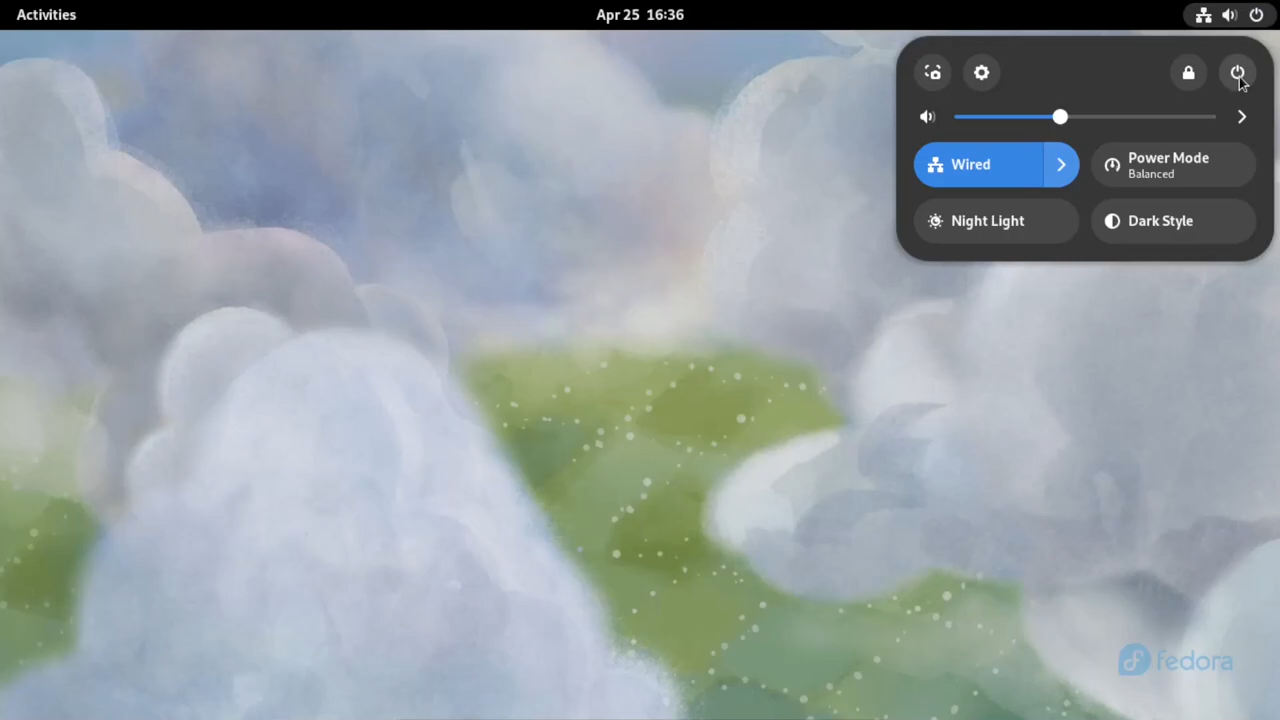 Activities
Apr 25 16:36
Wired
Power Mode
Balanced
Night Light
Dark Style
fedora